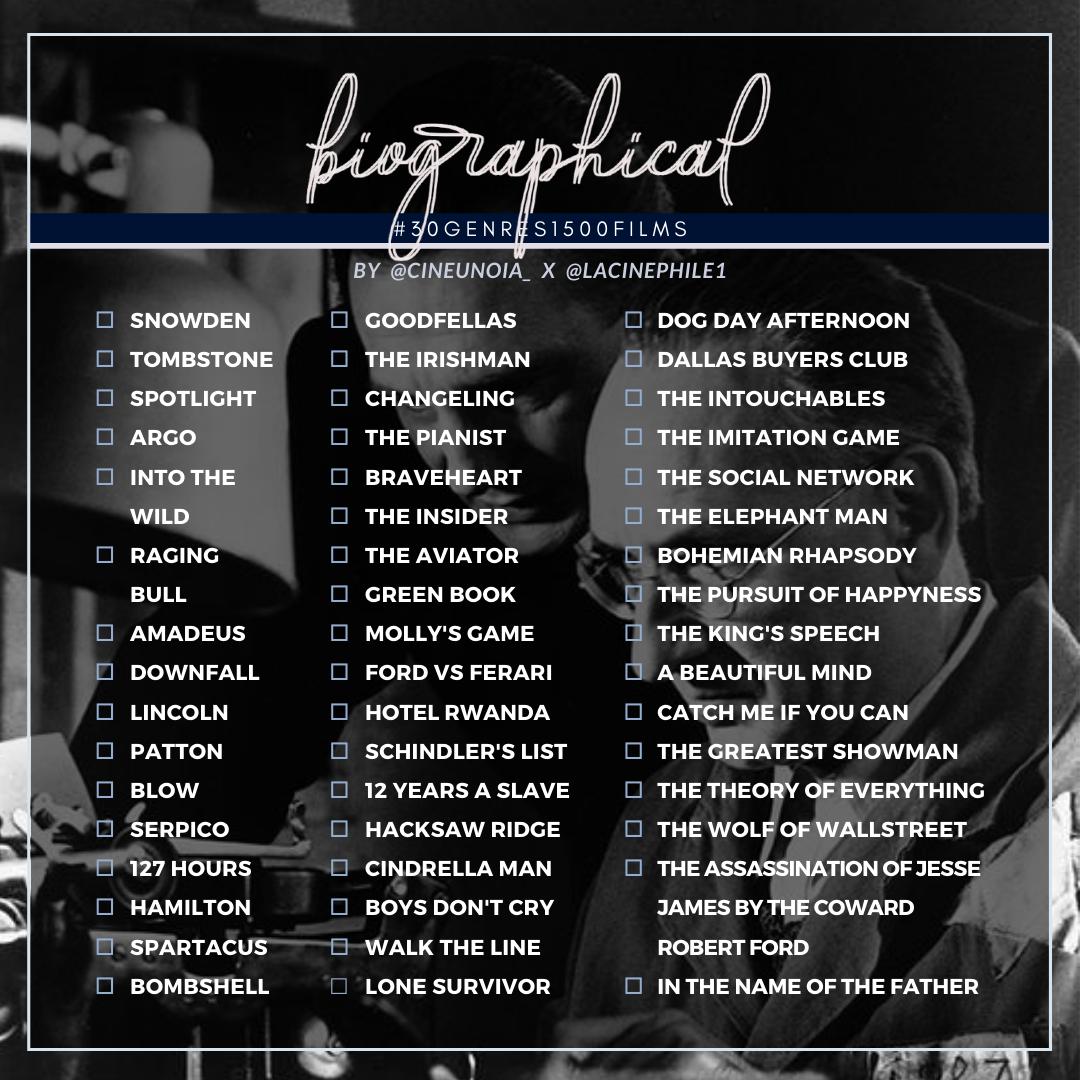 biographical
#30GENRES1500FILMS
BY @CINEUNOIA_ X @LACINEPHILE1
SNOWDEN
TOMBSTONE
SPOTLIGHT
ARGO
INTO THE
WILD
RAGING
BULL
AMADEUS
DOWNFALL
LINCOLN
PATTON
BLOW
SERPICO
127 HOURS
HAMILTON
SPARTACUS
BOMBSHELL
GOODFELLAS
THE IRISHMAN
CHANGELING
THE PIANIST
BRAVEHEART
THE INSIDER
THE AVIATOR
GREEN BOOK
MOLLY'S GAME
FORD VS FERARI
HOTEL RWANDA
SCHINDLER'S LIST
12 YEARS A SLAVE
HACKSAW RIDGE
CINDRELLA MAN
BOYS DON'T CRY
WALK THE LINE
LONE SURVIVOR
DOG DAY AFTERNOON
DALLAS BUYERS CLUB
THE INTOUCHABLES
THE IMITATION GAME
THE SOCIAL NETWORK
THE ELEPHANT MAN
BOHEMIAN RHAPSODY
THE PURSUIT OF HAPPYNESS
THE KING'S SPEECH
A BEAUTIFUL MIND
CATCH ME IF YOU CAN
THE GREATEST SHOWMAN
THE THEORY OF EVERYTHING
THE WOLF OF WALLSTREET
THE ASSASSINATION OF JESSE
JAMES BY THE COWARD
ROBERT FORD
IN THE NAME OF THE FATHER